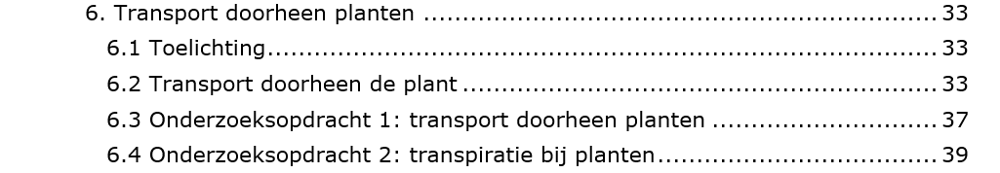 6. Transport doorheen planten ................................................................. 33
6.1 Toelichting..................................................................................... 33
6.2 Transport doorheen de plant ............................................................ 33
6.3 Onderzoeksopdracht 1: transport doorheen planten ............................. 37
6.4 Onderzoeksopdracht 2: transpiratie bij planten.................................... 39